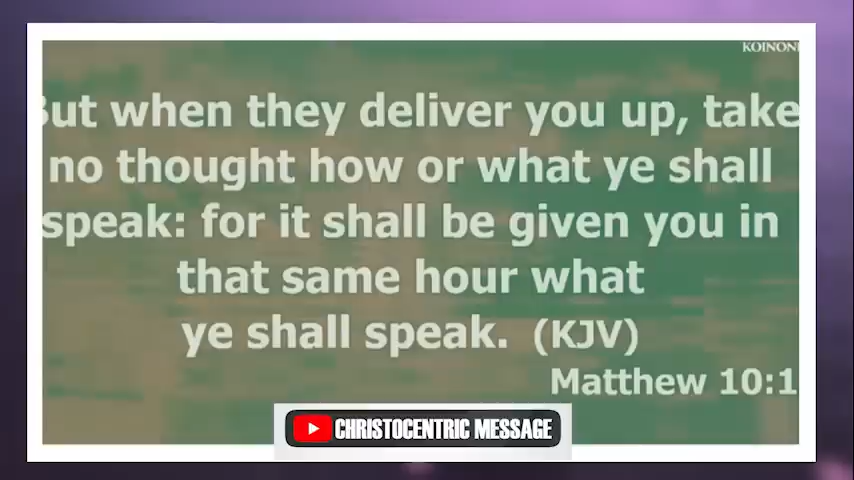 KOINONI
But when they deliver you up, take
no thought how or what ye shall
speak: for it shall be given you in
that same hour what
ye shall speak. (KJV)
Matthew 10:1
CHRISTOCENTRIC MESSAGE